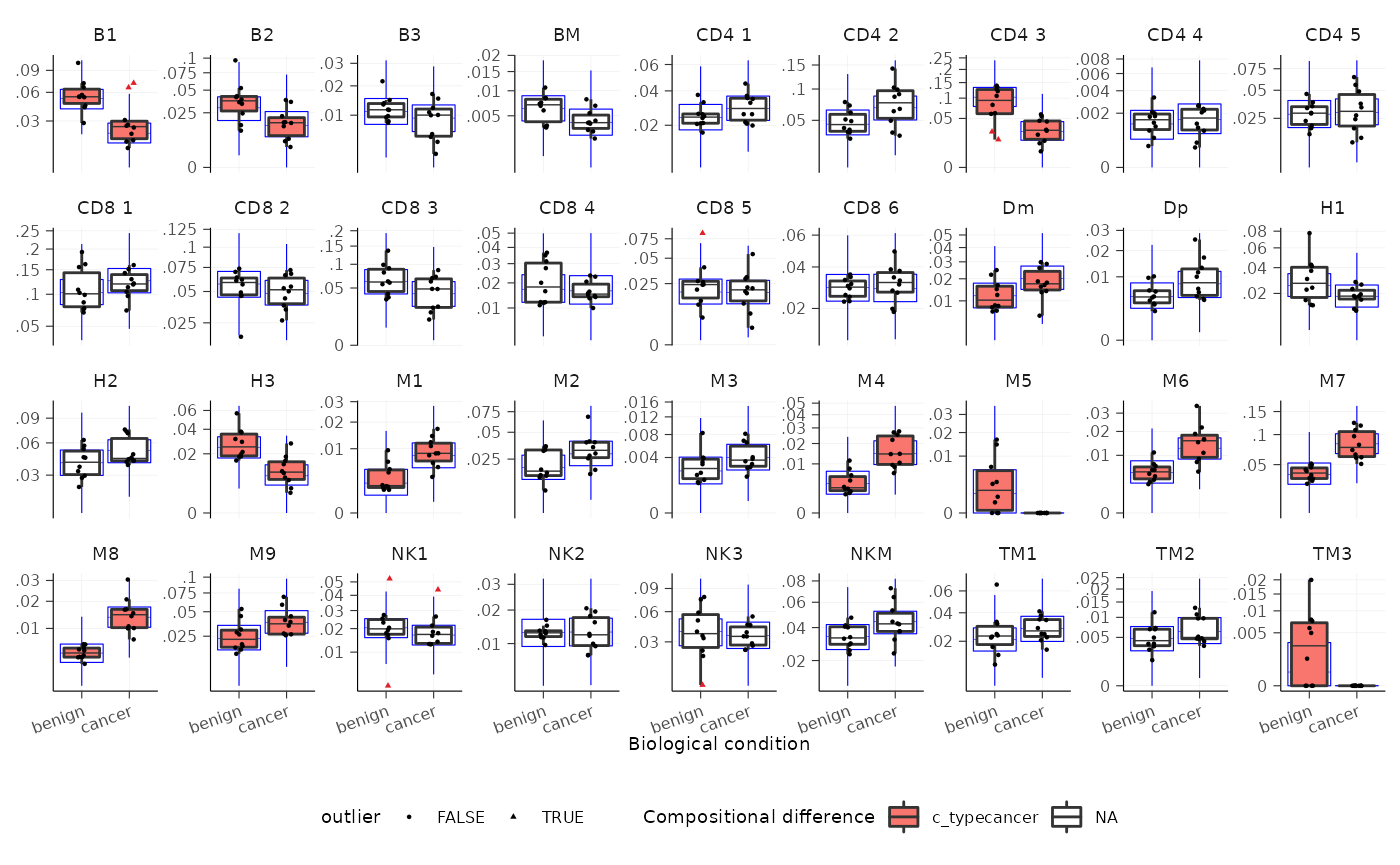 B1 B2 B3 BM CD4 1 CD4 2 CD4 3 CD4 4 CD4 5
.09 .06 .03
.1 .075 .05 .025 0
.03 .02 .01
.02 .015 .01 .005
.06 .04 .02
.15 .1 .05
.25 .2 .15 .1 .05 0
.008 .006 .004 .002 0
.075 .05 .025
CD8 1 CD8 2 CD8 3 CD8 4 CD8 5 CD8 6 Dm Dp H1
.25 .2 .15 .1 .05
.125 .1 .075 .05 .025
.2 .15 .1 .05 0
.05 .04 .03 .02 .01
.075 .05 .025 0
.06 .04 .02
.05 .04 .03 .02 .01
.03 .02 .01 0
.08 .06 .04 .02
H2 H3 M1 M2 M3 M4 M5 M6 M7
.09 .06 .03
.06 .04 .02 0
.03 .02 .01 0
.075 .05 .025
.016 .012 .008 .004 0
.05 .04 .03 .02 .01 0
.03 .02 .01 0
.03 .02 .01 0
.15 .1 .05
M8 M9 NK1 NK2 NK3 NKM TM1 TM2 TM3
.03 .02 .01
.1 .075 .05 .025
.05 .04 .03 .02 .01
.03 .02 .01
.09 .06 .03
.08 .06 .04 .02
.06 .04 .02
.025 .02 .015 .01 .005 0
.02 .015 .01 .005 0
benign cancer benign cancer benign cancer benign cancer benign cancer benign cancer benign cancer benign cancer benign cancer
Biological condition
outlier FALSE TRUE Compositional difference c_typecancer NA